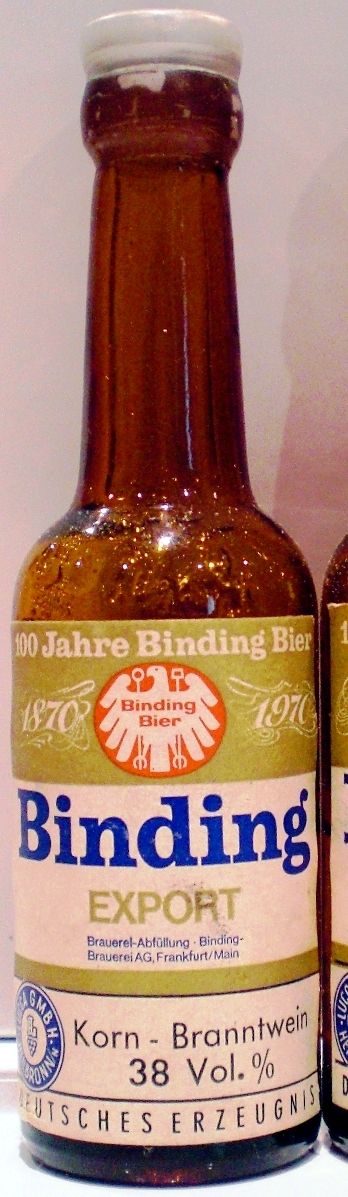 100 Jahre Binding Bier
1870
Binding
Bier
1970
Binding
EXPORT
Brauerei-Abfüllung · Binding-
Brauerei AG, Frankfurt/Main
Korn - Branntwein
38 Vol. %
DEUTSCHES ERZEUGNIS